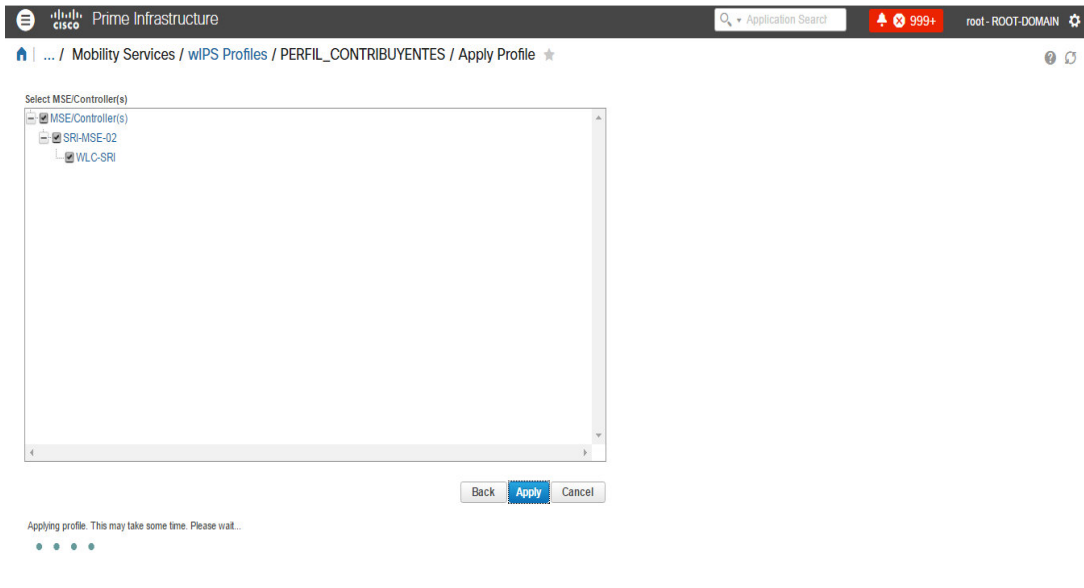 cisco Prime Infrastructure Application Search 999+ root - ROOT-DOMAIN
... / Mobility Services / wIPS Profiles / PERFIL_CONTRIBUYENTES / Apply Profile
Select MSE/Controller(s)
MSE/Controller(s)
SRI-MSE-02
WLC-SRI
Back Apply Cancel
Applying profile. This may take some time. Please wait...